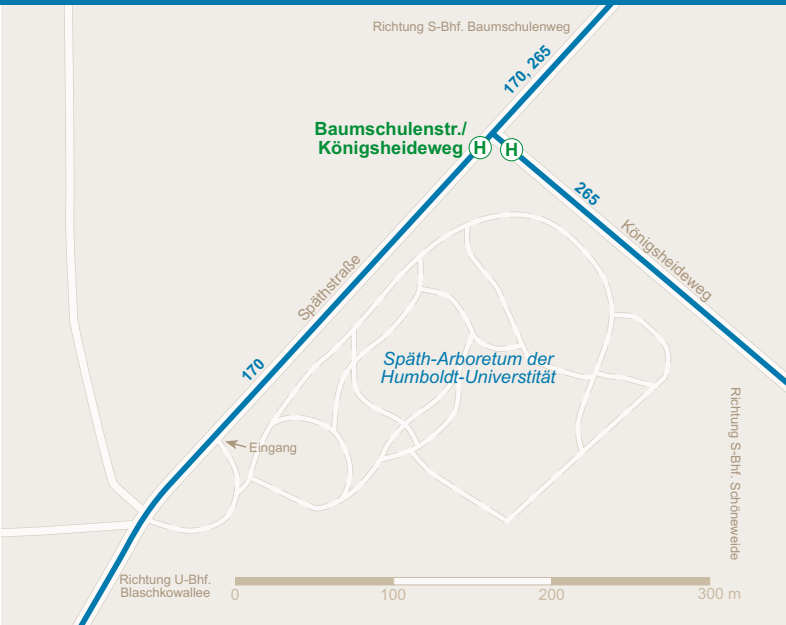 Richtung S-Bhf. Baumschulenweg
170, 265
Baumschulenstr./
Königsheideweg H H
265
Königsheideweg
Späthstraße
170
Späth-Arboretum der
Humboldt-Universtität
Richtung S-Bhf. Schöneweide
Eingang
Richtung U-Bhf.
Blaschkowallee
0 100 200 300 m